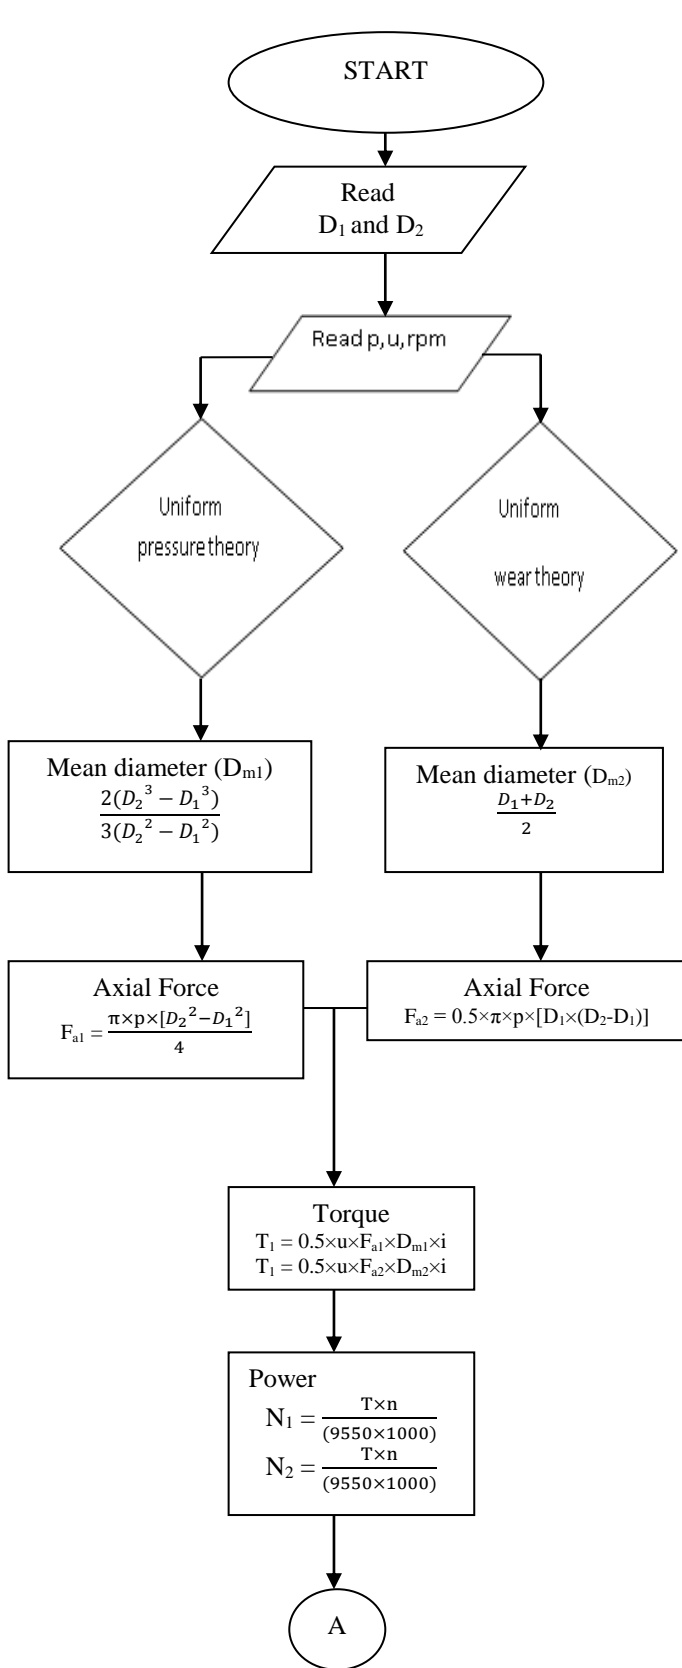 START
Read
D₁ and D₂
Read p,u,rpm
Uniform
pressure theory
Uniform
wear theory
Mean diameter (Dₘ₁)
2(D₂³ − D₁³)
3(D₂² − D₁²)
Mean diameter (Dₘ₂)
D₁+D₂
2
Axial Force
Fₐ₁ = π×p×[D₂²−D₁²]
4
Axial Force
Fₐ₂ = 0.5×π×p×[D₁×(D₂-D₁)]
Torque
T₁ = 0.5×u×Fₐ₁×Dₘ₁×i
T₁ = 0.5×u×Fₐ₂×Dₘ₂×i
Power
N₁ = T×n
(9550×1000)
N₂ = T×n
(9550×1000)
A